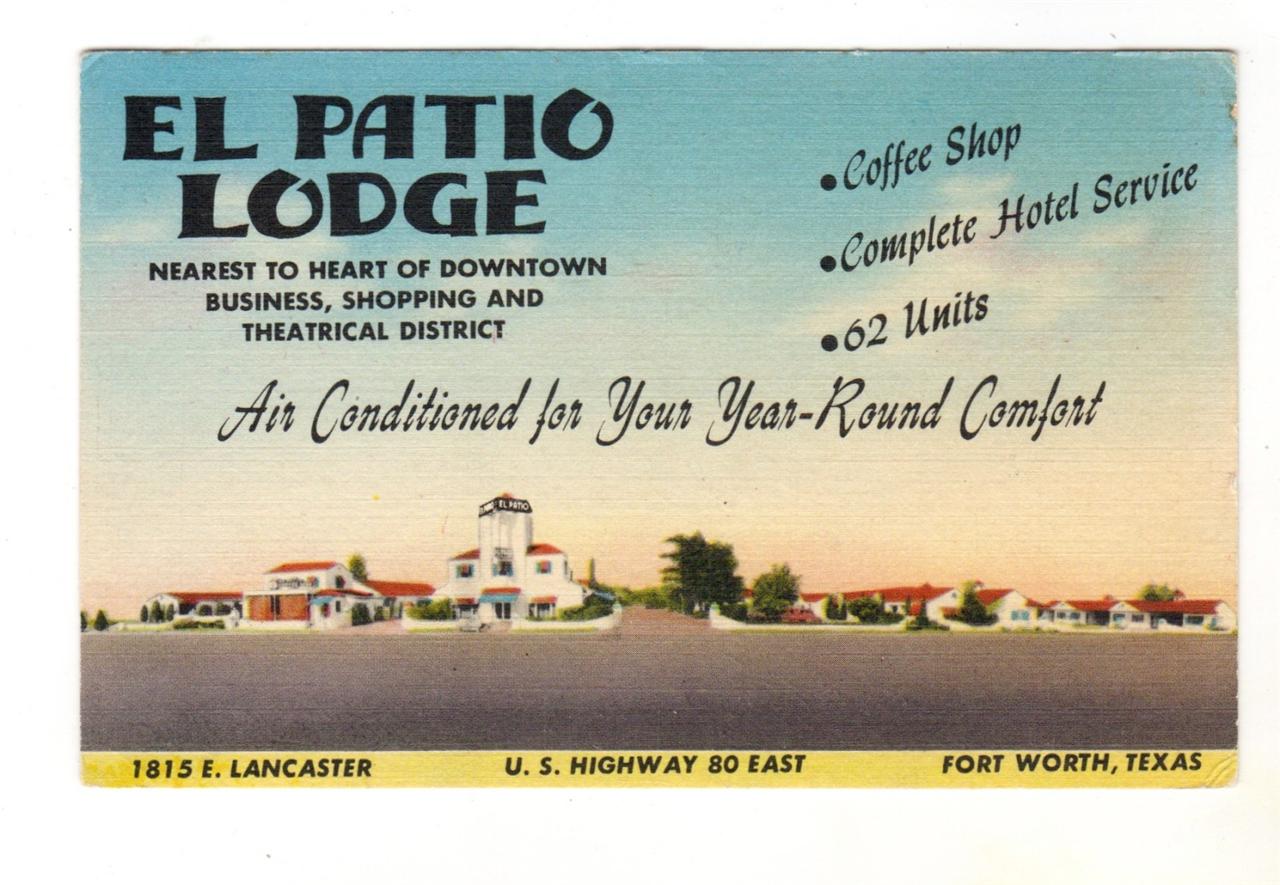 EL PATIO
LODGE
NEAREST TO HEART OF DOWNTOWN
BUSINESS, SHOPPING AND
THEATRICAL DISTRICT
•Coffee Shop
•Complete Hotel Service
•62 Units
Air Conditioned for Your Year-Round Comfort
EL PATIO
1815 E. LANCASTER
U. S. HIGHWAY 80 EAST
FORT WORTH, TEXAS